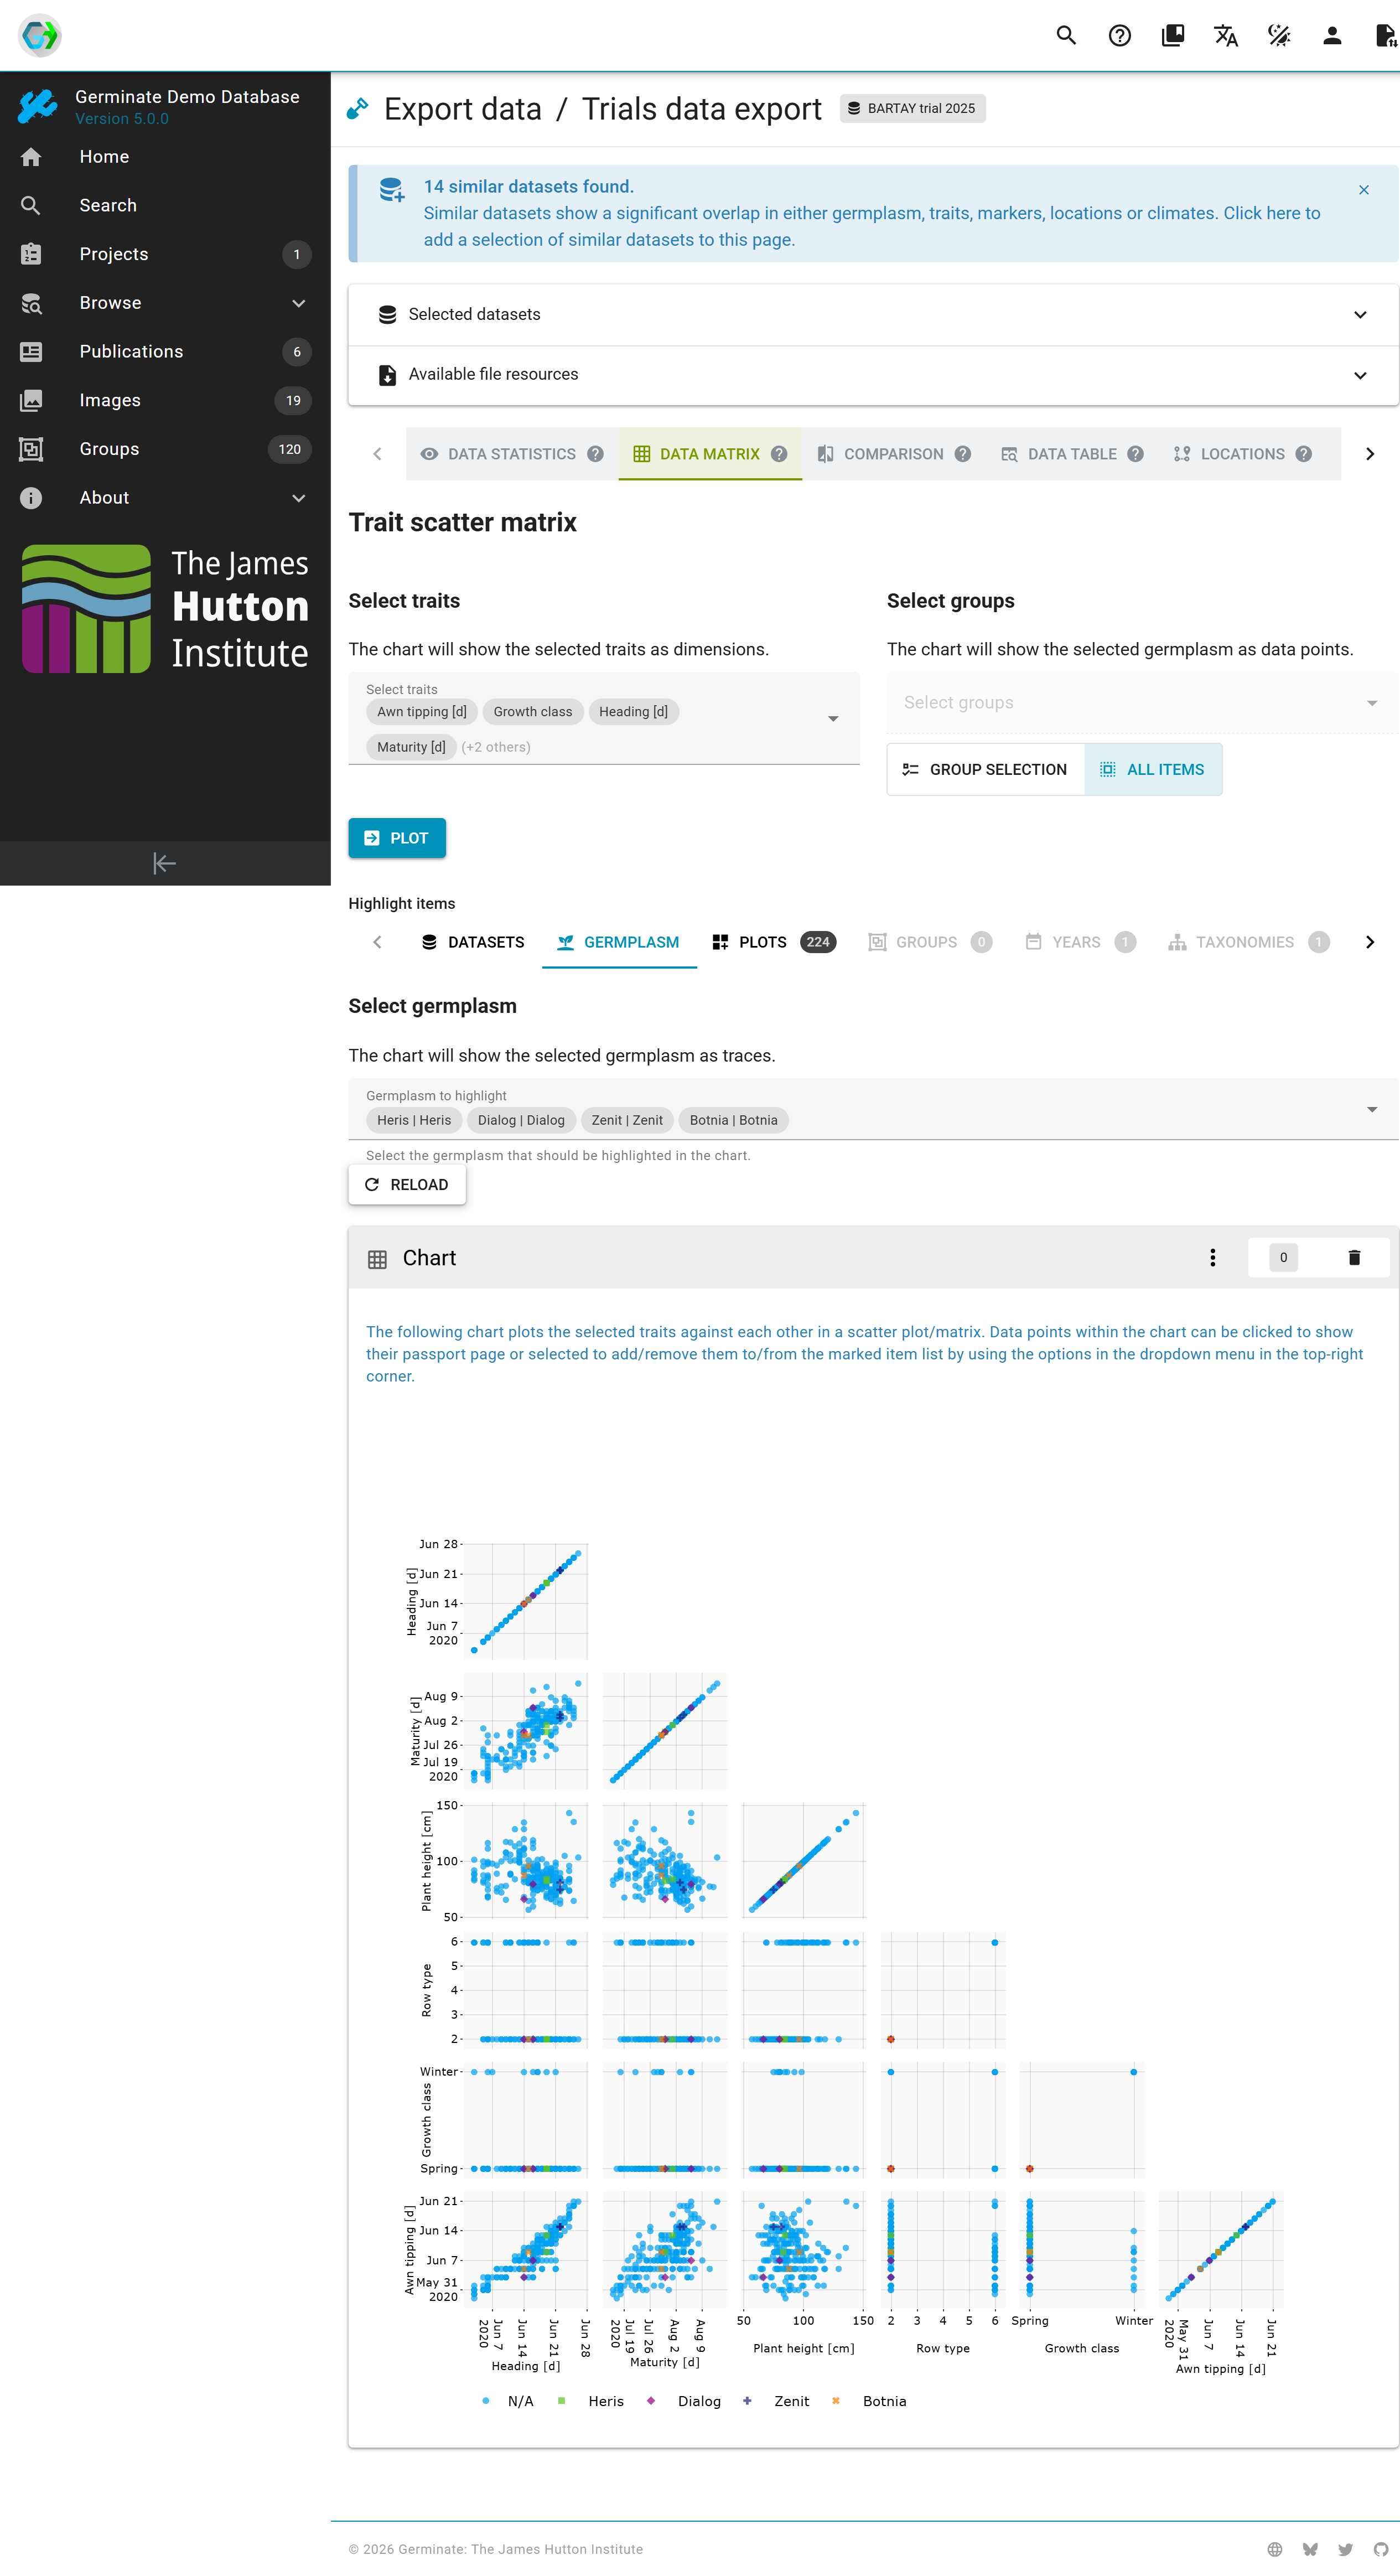 Germinate Demo Database
Version 5.0.0
Home
Search
Projects 1
Browse
Publications 6
Images 19
Groups 120
About
The James
Hutton
Institute
Export data / Trials data export BARTAY trial 2025
14 similar datasets found.
Similar datasets show a significant overlap in either germplasm, traits, markers, locations or climates. Click here to
add a selection of similar datasets to this page.
Selected datasets
Available file resources
DATA STATISTICS DATA MATRIX COMPARISON DATA TABLE LOCATIONS
Trait scatter matrix
Select traits
The chart will show the selected traits as dimensions.
Select traits
Awn tipping [d] Growth class Heading [d]
Maturity [d] (+2 others)
Select groups
The chart will show the selected germplasm as data points.
Select groups
GROUP SELECTION ALL ITEMS
PLOT
Highlight items
DATASETS GERMPLASM PLOTS 224 GROUPS 0 YEARS 1 TAXONOMIES 1
Select germplasm
The chart will show the selected germplasm as traces.
Germplasm to highlight
Heris | Heris Dialog | Dialog Zenit | Zenit Botnia | Botnia
Select the germplasm that should be highlighted in the chart.
RELOAD
Chart 0
The following chart plots the selected traits against each other in a scatter plot/matrix. Data points within the chart can be clicked to show
their passport page or selected to add/remove them to/from the marked item list by using the options in the dropdown menu in the top-right
corner.
Heading [d]
Jun 28
Jun 21
Jun 14
Jun 7
2020
Maturity [d]
Aug 9
Aug 2
Jul 26
Jul 19
2020
Plant height [cm]
150
100
50
Row type
6
5
4
3
2
Growth class
Winter
Spring
Awn tipping [d]
Jun 21
Jun 14
Jun 7
May 31
2020
2020 Jun 7 Jun 14 Jun 21 Jun 28
Heading [d]
2020 Jul 19 Jul 26 Aug 2 Aug 9
Maturity [d]
50 100 150
Plant height [cm]
2 3 4 5 6
Row type
Spring Winter
Growth class
2020 May 31 Jun 7 Jun 14 Jun 21
Awn tipping [d]
N/A Heris Dialog Zenit Botnia
© 2026 Germinate: The James Hutton Institute